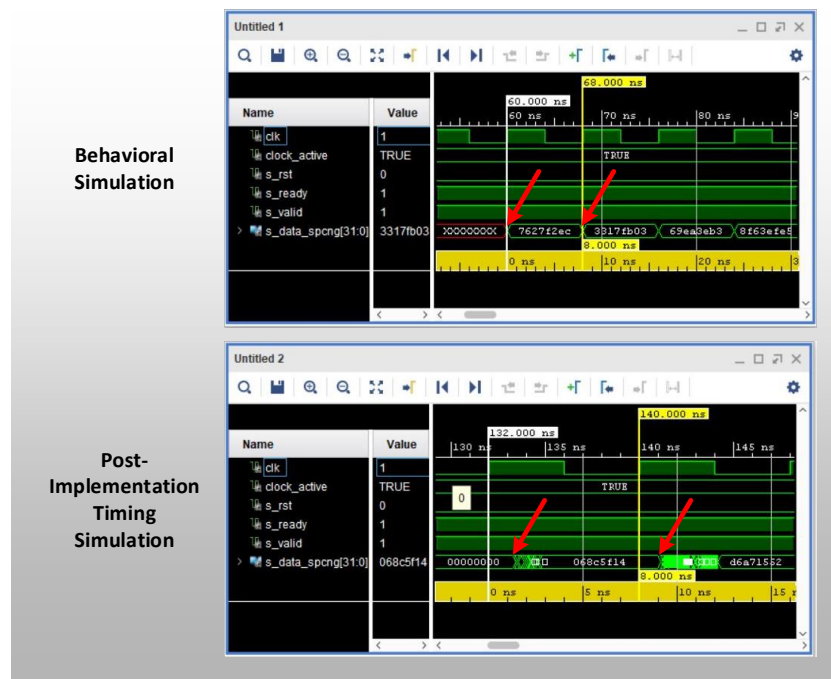 Untitled 1
68.000 ns
60.000 ns
Name Value 60 ns 70 ns 80 ns 9
clk 1
clock_active TRUE TRUE
s_rst 0
s_ready 1
s_valid 1
s_data_spcng[31:0] 3317fb03 XXXXXXXX 7627f2ec 3317fb03 69ea3eb3 8f63efe5
8.000 ns
0 ns 10 ns 20 ns 3
Behavioral
Simulation
Untitled 2
140.000 ns
132.000 ns
Name Value 130 ns 135 ns 140 ns 145 ns
clk 1
clock_active TRUE TRUE
s_rst 0 0
s_ready 1
s_valid 1
s_data_spcng[31:0] 068c5f14 00000000 068c5f14 d6a71552
8.000 ns
0 ns 5 ns 10 ns 15 n
Post-
Implementation
Timing
Simulation